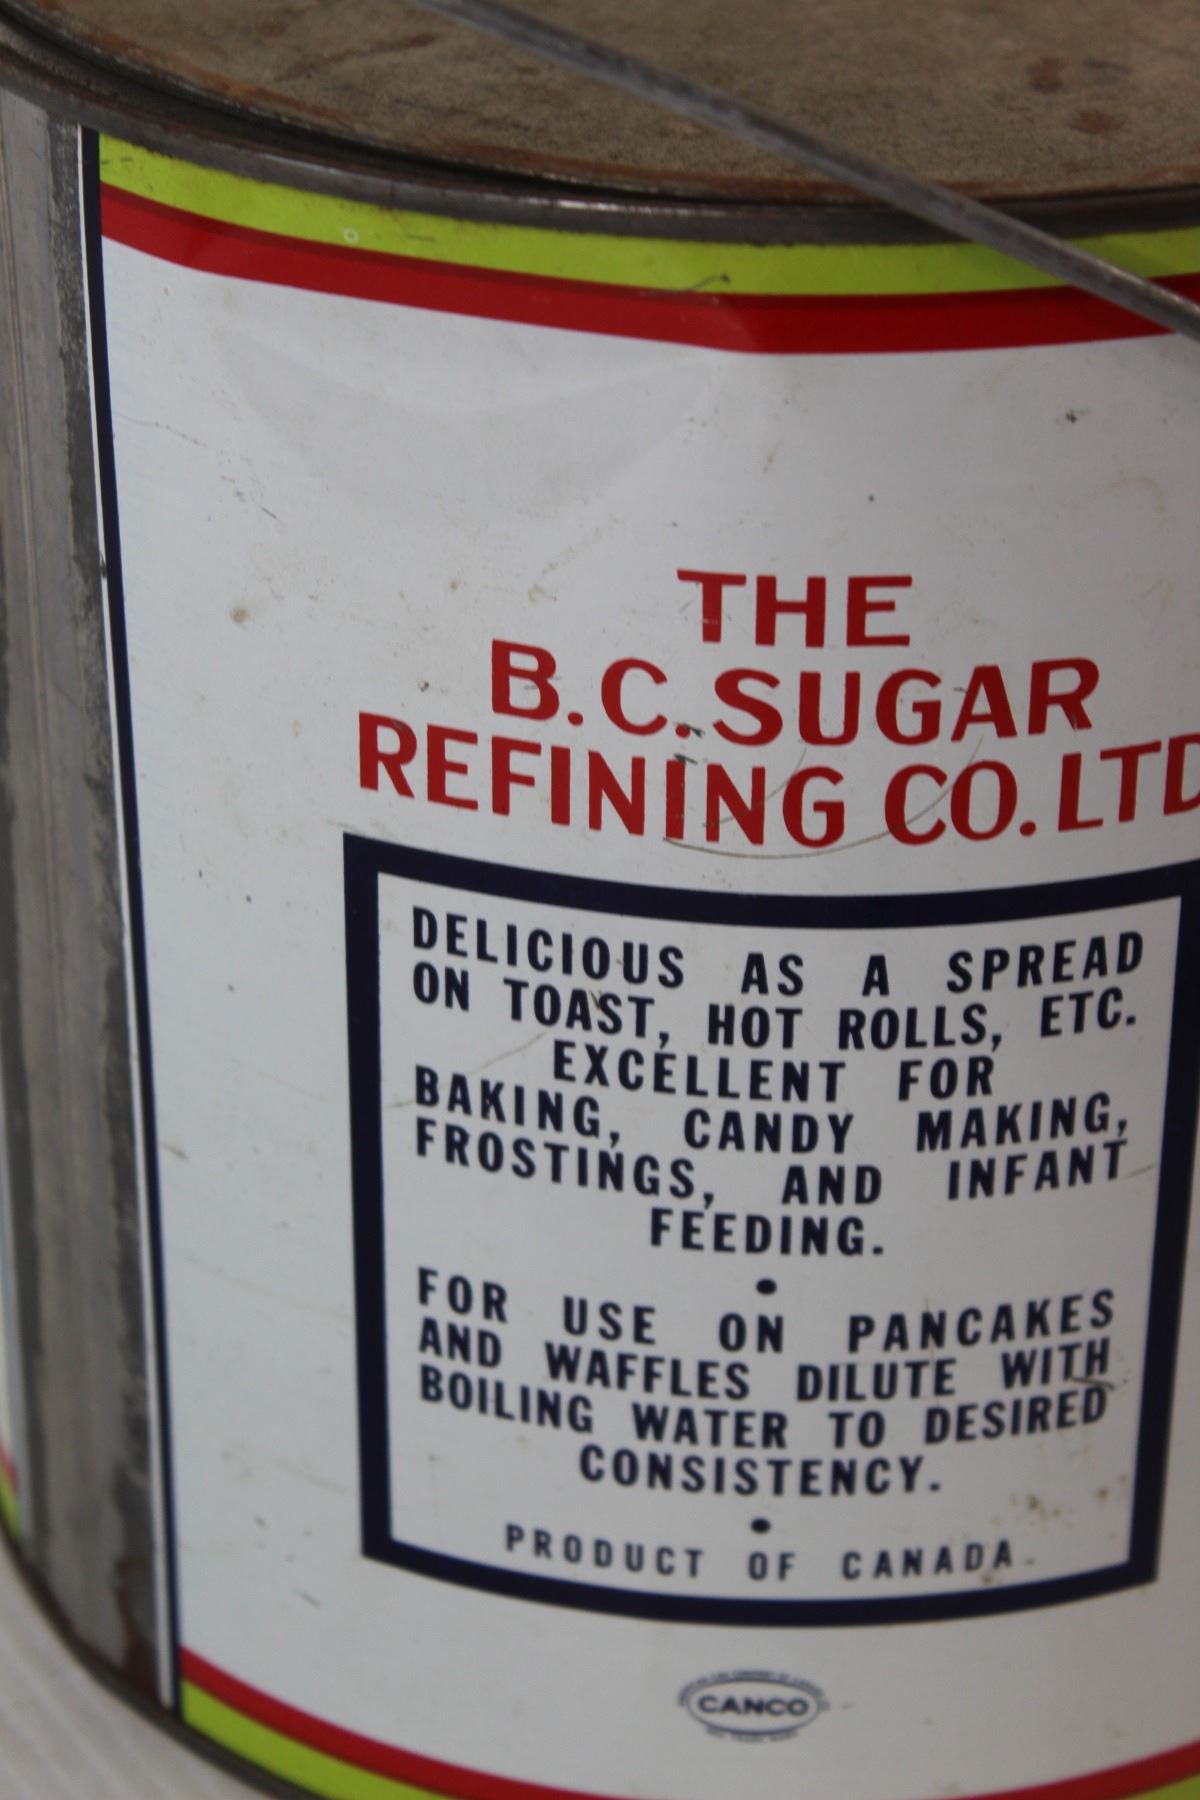 THE
B.C. SUGAR
REFINING CO. LTD
DELICIOUS AS A SPREAD
ON TOAST, HOT ROLLS, ETC.
EXCELLENT FOR
BAKING, CANDY MAKING,
FROSTINGS, AND INFANT
FEEDING.
•
FOR USE ON PANCAKES
AND WAFFLES DILUTE WITH
BOILING WATER TO DESIRED
CONSISTENCY.
•
PRODUCT OF CANADA.
CANCO